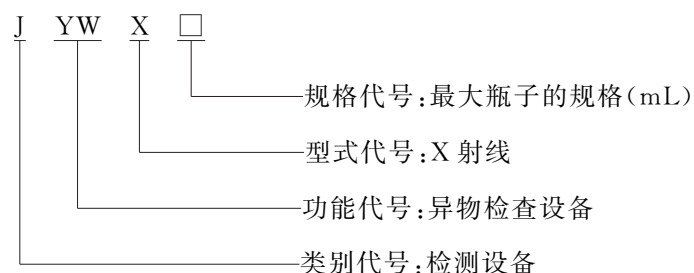 J YW X □
规格代号:最大瓶子的规格(mL)
型式代号:X 射线
功能代号:异物检查设备
类别代号:检测设备